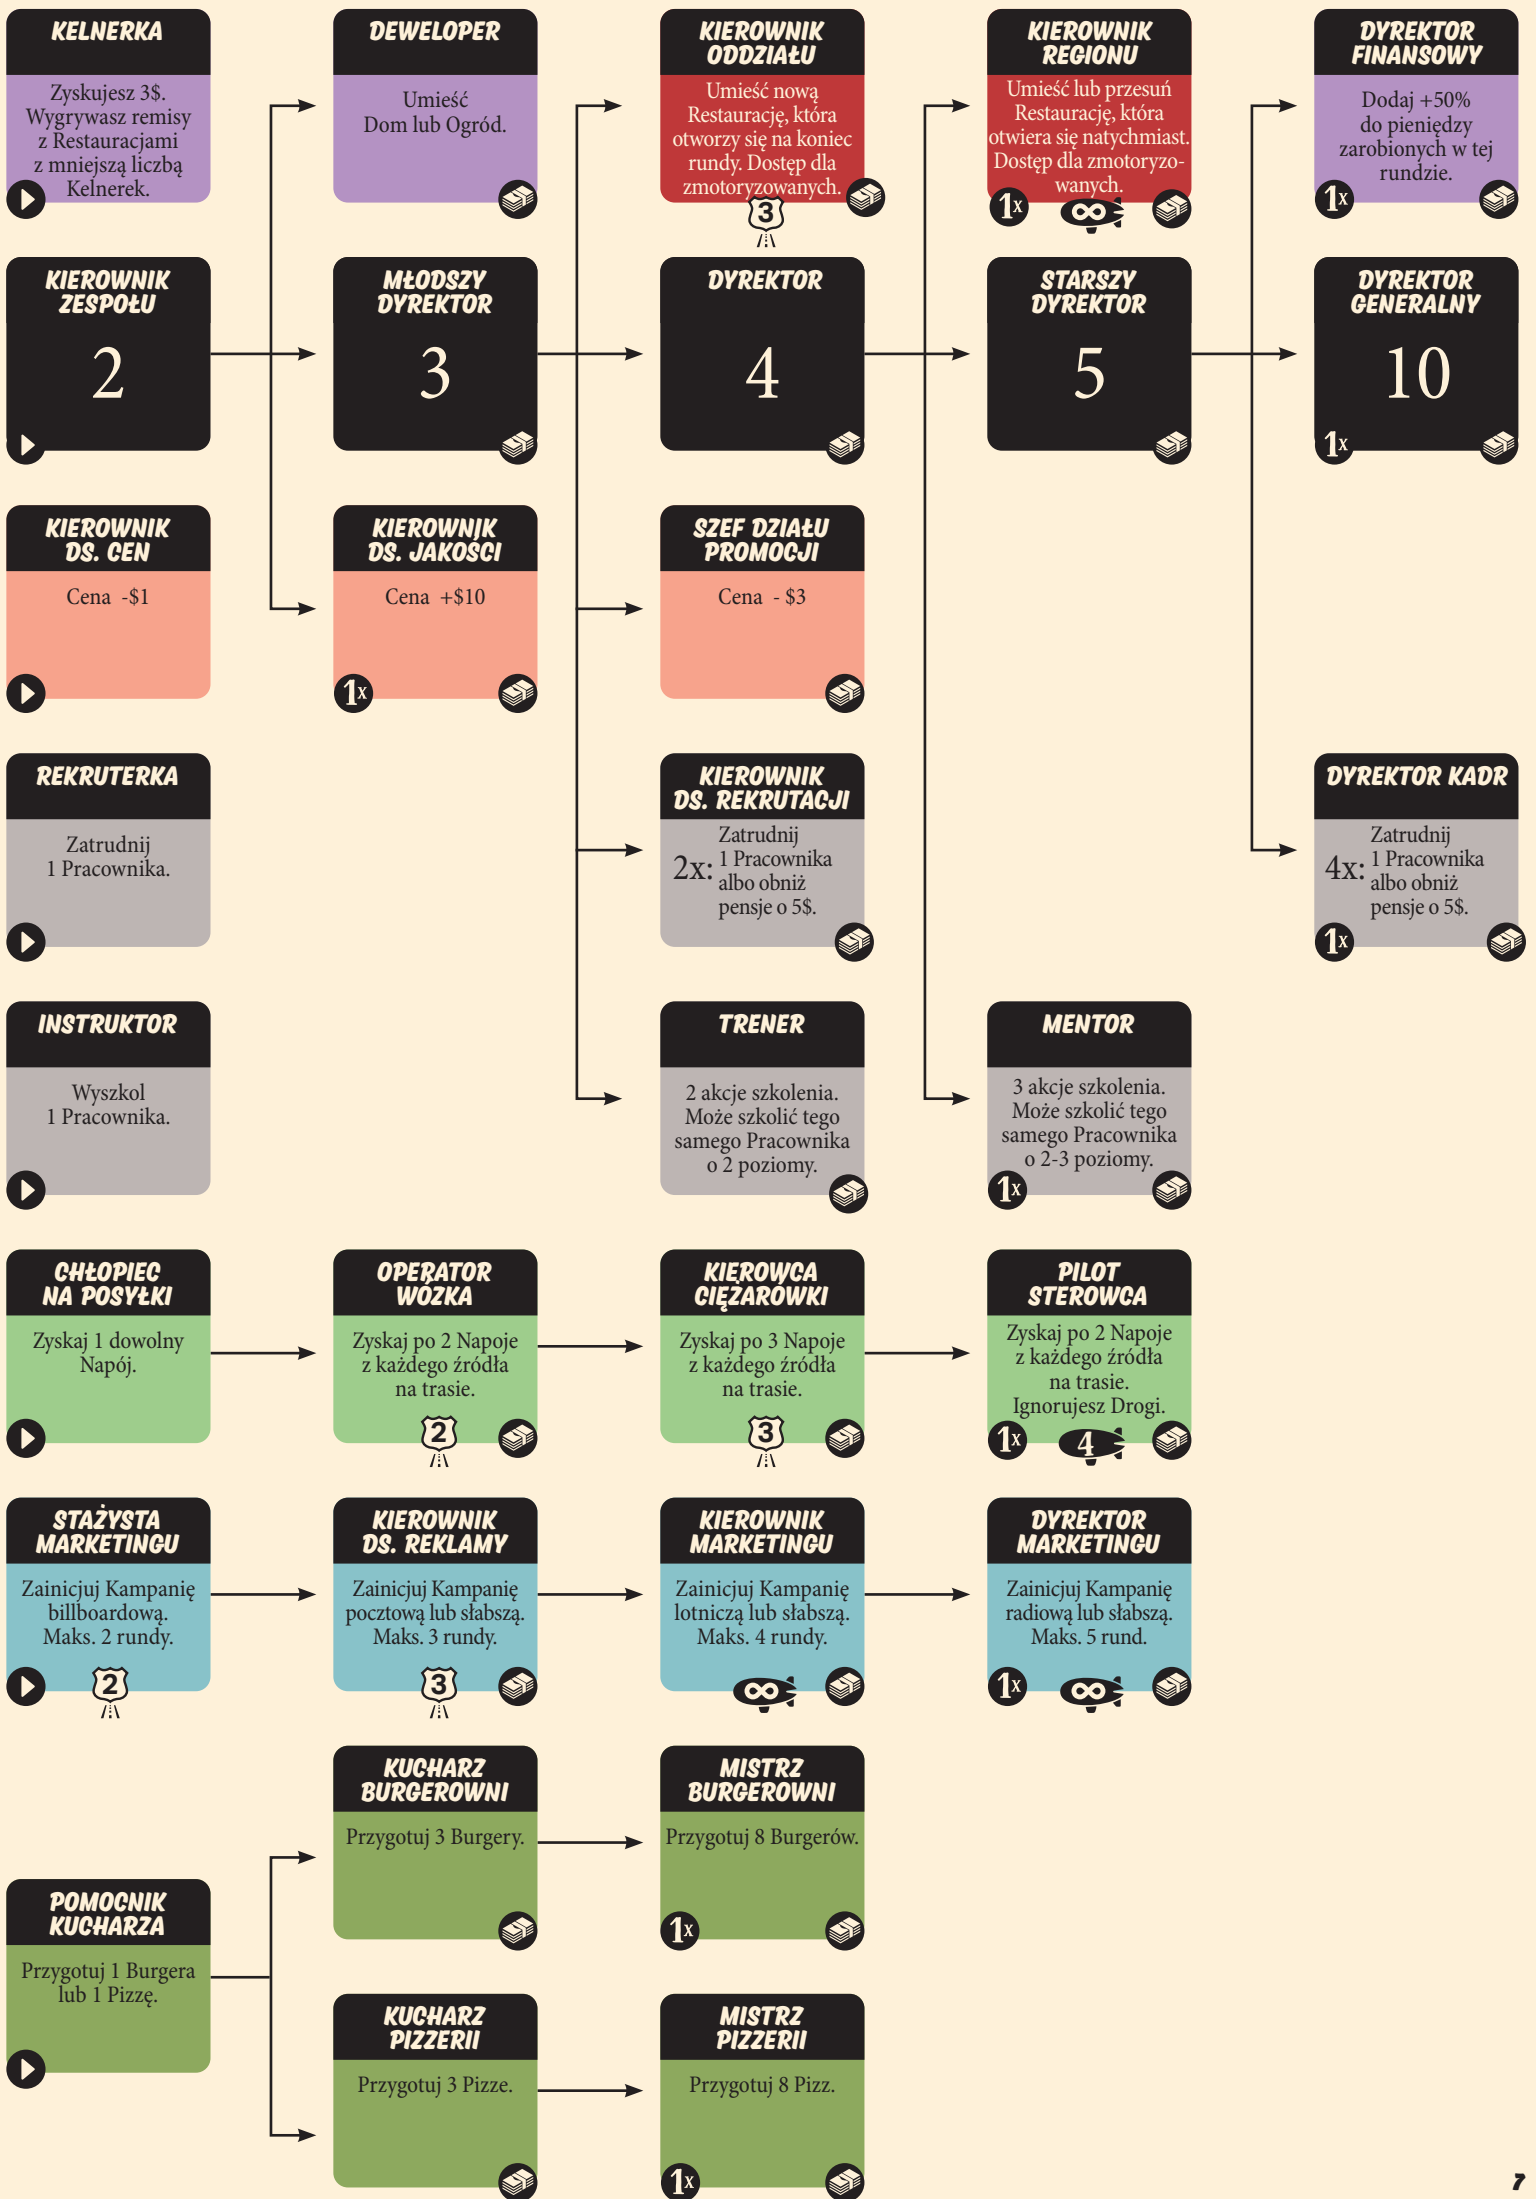 KELNERKA
Zyskujesz 3$.
Wygrywasz remisy
z Restauracjami
z mniejszą liczbą
Kelnerek.
DEWELOPER
Umieść
Dom lub Ogród.
KIEROWNIK
ODDZIAŁU
Umieść nową
Restaurację, która
otworzy się na koniec
rundy. Dostęp dla
zmotoryzowanych.
3
KIEROWNIK
REGIONU
Umieść lub przesuń
Restaurację, która
otwiera się natychmiast.
Dostęp dla zmotoryzo-
wanych.
1x
∞
DYREKTOR
FINANSOWY
Dodaj +50%
do pieniędzy
zarobionych w tej
rundzie.
1x
KIEROWNIK
ZESPOŁU
2
MŁODSZY
DYREKTOR
3
DYREKTOR
4
STARSZY
DYREKTOR
5
DYREKTOR
GENERALNY
10
1x
KIEROWNIK
DS. CEN
Cena -$1
KIEROWNIK
DS. JAKOŚCI
Cena +$10
1x
SZEF DZIAŁU
PROMOCJI
Cena - $3
REKRUTERKA
Zatrudnij
1 Pracownika.
KIEROWNIK
DS. REKRUTACJI
2x:
Zatrudnij
1 Pracownika
albo obniż
pensje o 5$.
DYREKTOR KADR
4x:
Zatrudnij
1 Pracownika
albo obniż
pensje o 5$.
1x
INSTRUKTOR
Wyszkol
1 Pracownika.
TRENER
2 akcje szkolenia.
Może szkolić tego
samego Pracownika
o 2 poziomy.
MENTOR
3 akcje szkolenia.
Może szkolić tego
samego Pracownika
o 2-3 poziomy.
1x
CHŁOPIEC
NA POSYŁKI
Zyskaj 1 dowolny
Napój.
OPERATOR
WÓZKA
Zyskaj po 2 Napoje
z każdego źródła
na trasie.
2
KIEROWCA
CIĘŻARÓWKI
Zyskaj po 3 Napoje
z każdego źródła
na trasie.
3
PILOT
STEROWCA
Zyskaj po 2 Napoje
z każdego źródła
na trasie.
Ignorujesz Drogi.
1x
4
STAŻYSTA
MARKETINGU
Zainicjuj Kampanię
billboardową.
Maks. 2 rundy.
2
KIEROWNIK
DS. REKLAMY
Zainicjuj Kampanię
pocztową lub słabszą.
Maks. 3 rundy.
3
KIEROWNIK
MARKETINGU
Zainicjuj Kampanię
lotniczą lub słabszą.
Maks. 4 rundy.
∞
DYREKTOR
MARKETINGU
Zainicjuj Kampanię
radiową lub słabszą.
Maks. 5 rund.
1x
∞
POMOCNIK
KUCHARZA
Przygotuj 1 Burgera
lub 1 Pizzę.
KUCHARZ
BURGEROWNI
Przygotuj 3 Burgery.
MISTRZ
BURGEROWNI
Przygotuj 8 Burgerów.
1x
KUCHARZ
PIZZERII
Przygotuj 3 Pizze.
MISTRZ
PIZZERII
Przygotuj 8 Pizz.
1x
7